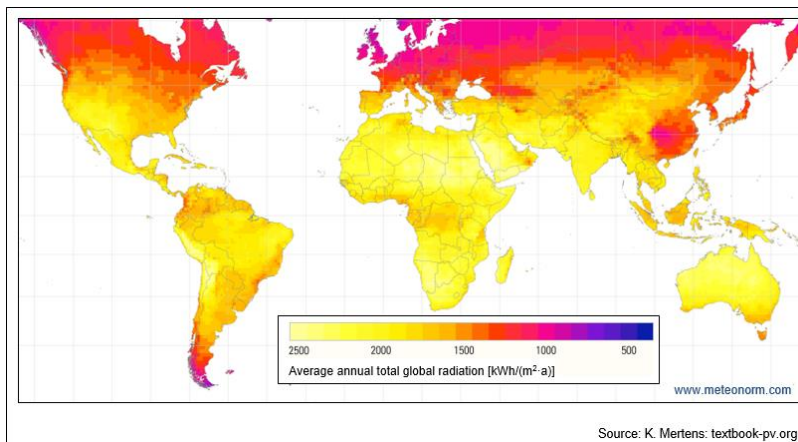 2500 2000 1500 1000 500
Average annual total global radiation [kWh/(m²·a)]
www.meteonorm.com
Source: K. Mertens: textbook-pv.org